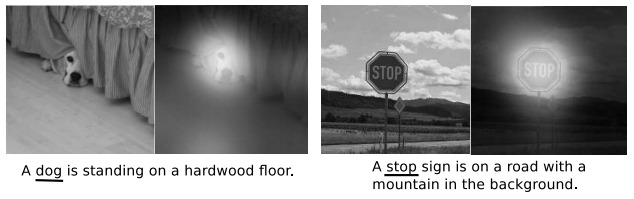 STOP
STOP
A dog is standing on a hardwood floor.
A stop sign is on a road with a
mountain in the background.